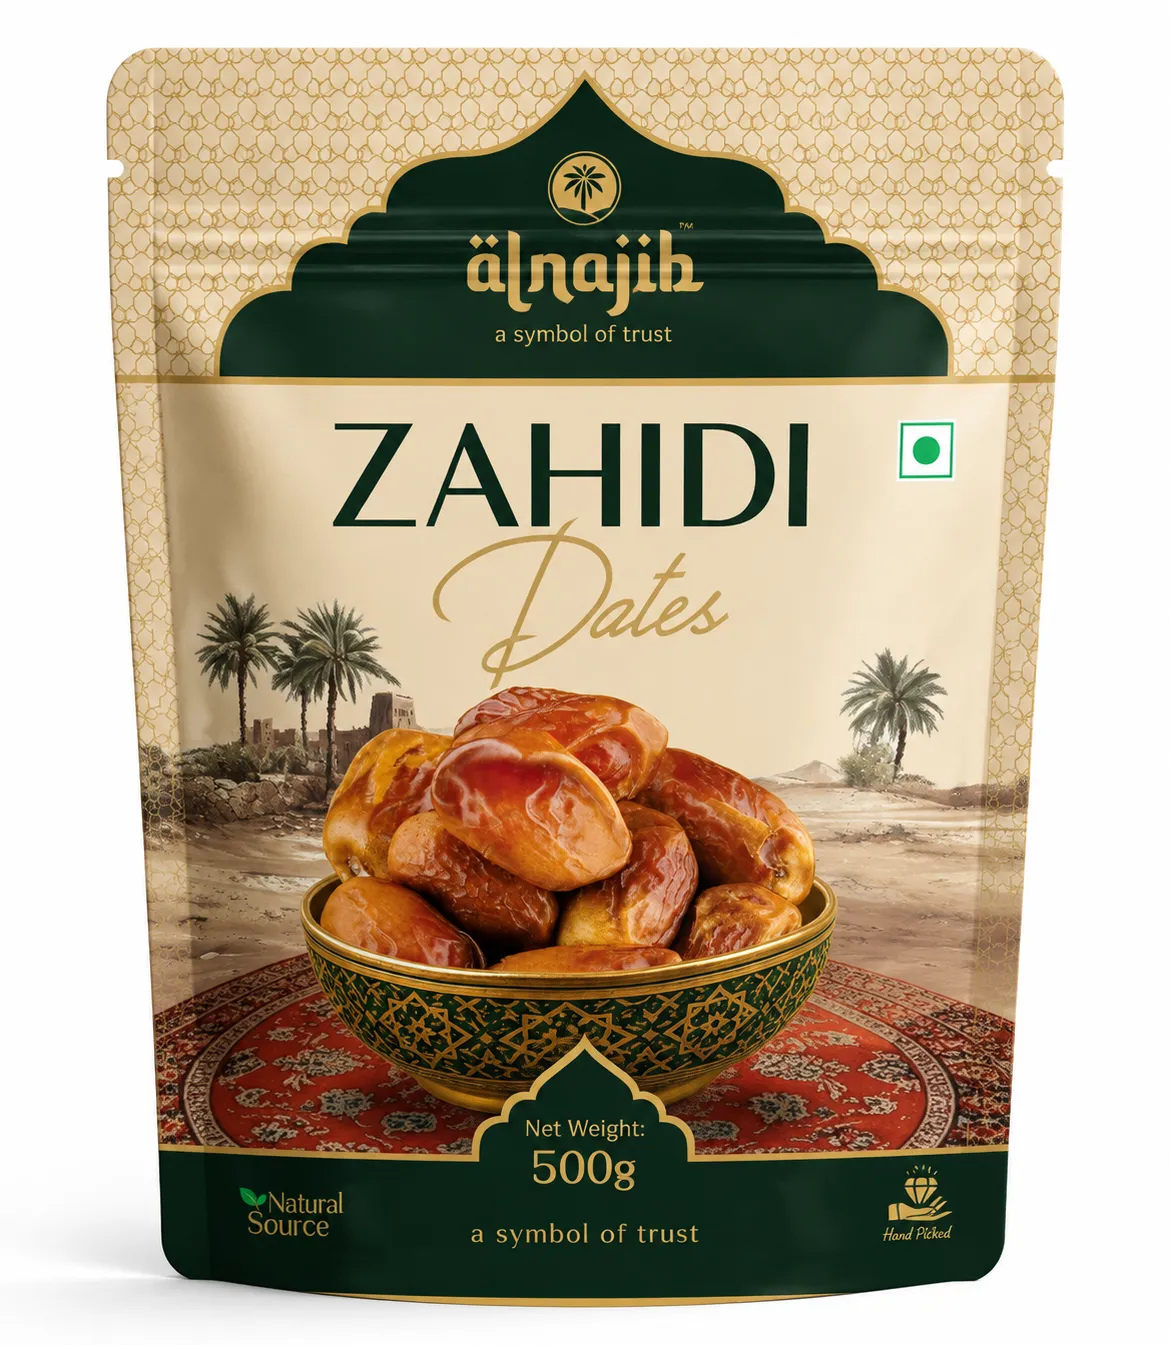 älnajib™
a symbol of trust
ZAHIDI
Dates
Net Weight:
500g
Natural
Source
a symbol of trust
Hand Picked